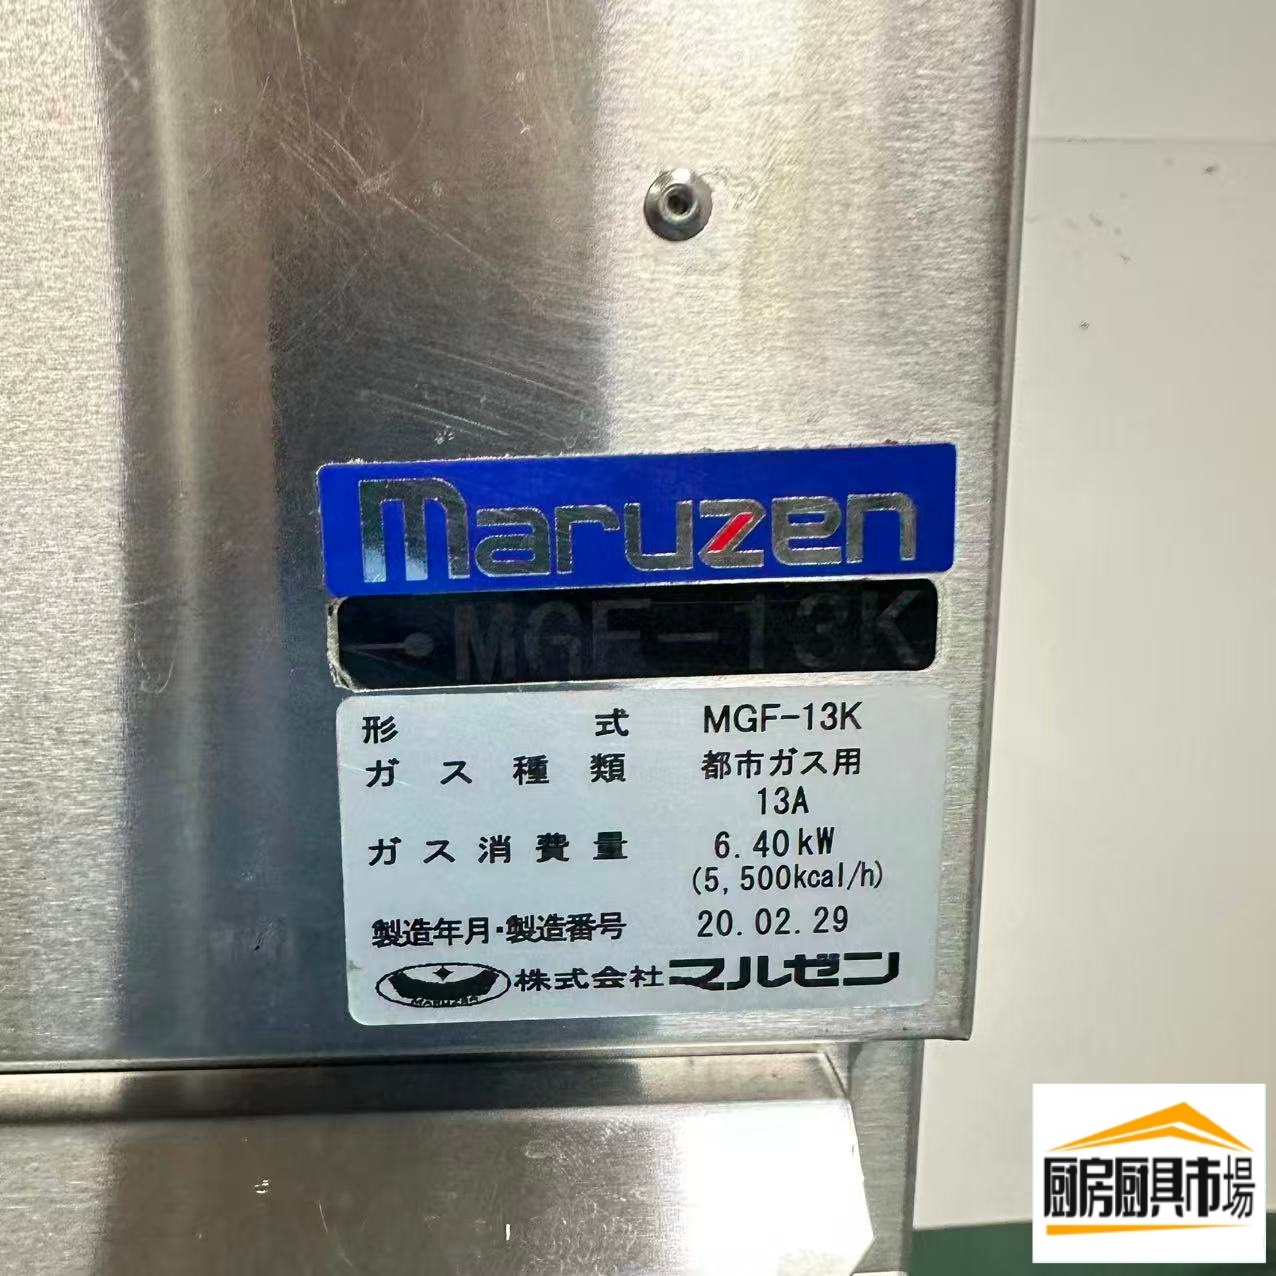 maruzen
MGF-13K
形式 MGF-13K
ガス種類 都市ガス用
13A
ガス消費量 6.40kW
(5,500kcal/h)
製造年月・製造番号 20.02.29
MARUZEN 株式会社マルゼン
厨房厨具市場